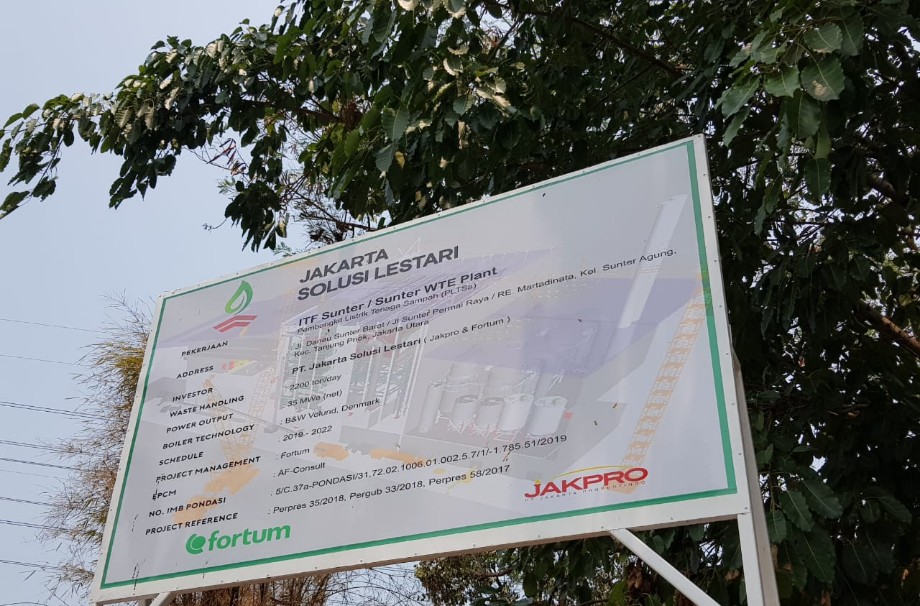 JAKARTA
SOLUSI LESTARI
PEKERJAAN : ITF Sunter / Sunter WTE Plant
Pembangkit Listrik Tenaga Sampah (PLTSa)
ADDRESS : Jl. Danau Sunter Barat / Jl Sunter Permai Raya / RE. Martadinata, Kel. Sunter Agung,
Kec. Tanjung Priok, Jakarta Utara
INVESTOR : PT. Jakarta Solusi Lestari ( Jakpro & Fortum )
WASTE HANDLING : 2200 ton/day
POWER OUTPUT : 35 MWe (net)
BOILER TECHNOLOGY : B&W Volund, Denmark
SCHEDULE : 2019 - 2022
PROJECT MANAGEMENT : Fortum
EPCM : AF-Consult
NO. IMB PONDASI : 5/C.37a-PONDASI/31.72.02.1006.01.002.5.7/1/-1.785.51/2019
PROJECT REFERENCE : Perpres 35/2018, Pergub 33/2018, Perpres 58/2017
fortum
JAKPRO
PT JAKARTA PROPERTINDO